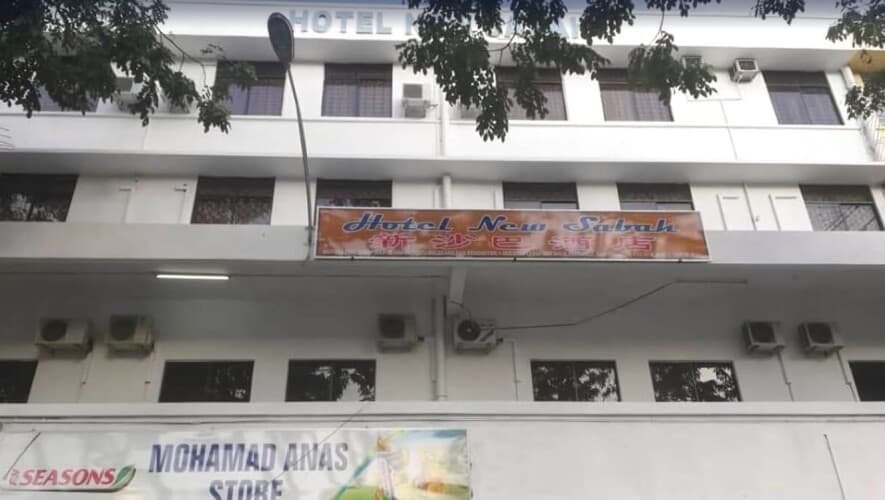 HOTEL
Hotel New Sabah
新沙巴酒店
SEASONS
MOHAMAD ANAS
STORE